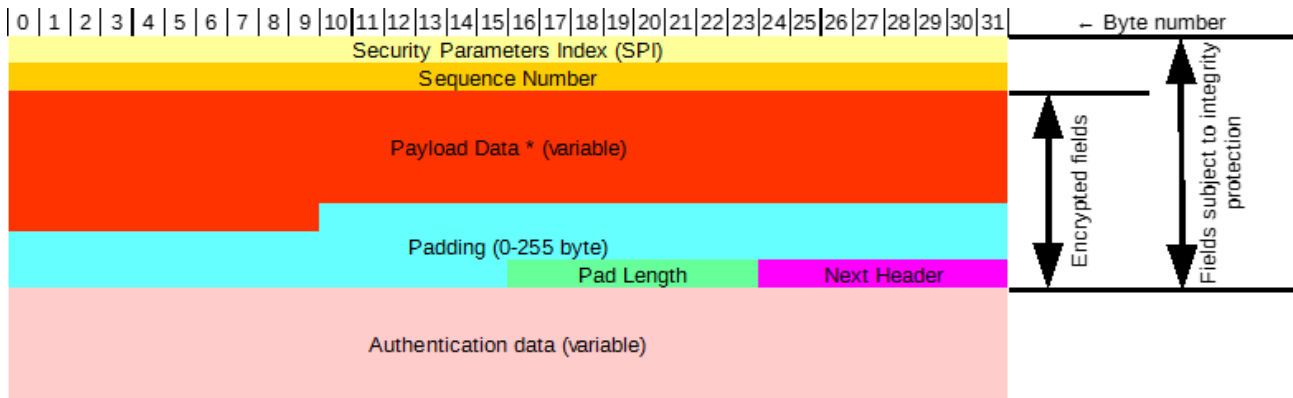 0 1 2 3 4 5 6 7 8 9 10 11 12 13 14 15 16 17 18 19 20 21 22 23 24 25 26 27 28 29 30 31 ← Byte number
Security Parameters Index (SPI)
Sequence Number
Payload Data * (variable)
Padding (0-255 byte)
Pad Length Next Header
Authentication data (variable)
Encrypted fields
Fields subject to integrity
protection